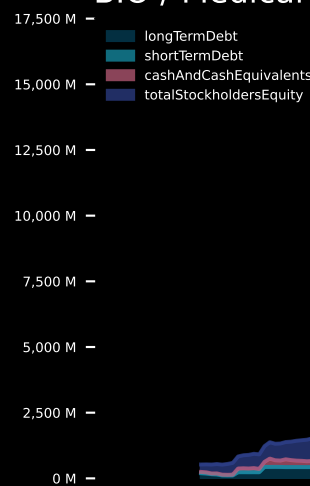 17,500 M
longTermDebt
shortTermDebt
15,000 M
cashAndCashEquivalents
totalStockholdersEquity
12,500 M
10,000 M
7,500 M
5,000 M
2,500 M
0 M